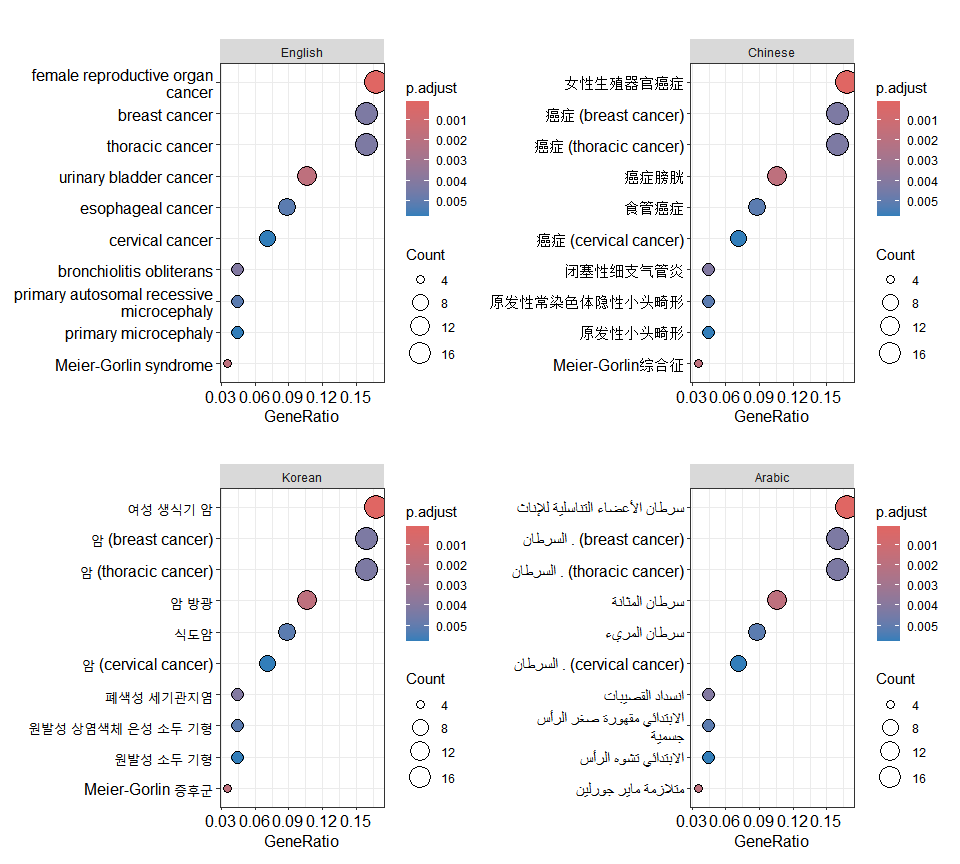 English
female reproductive organ
cancer
breast cancer
thoracic cancer
urinary bladder cancer
esophageal cancer
cervical cancer
bronchiolitis obliterans
primary autosomal recessive
microcephaly
primary microcephaly
Meier-Gorlin syndrome
0.03 0.06 0.09 0.12 0.15
GeneRatio
p.adjust
0.001
0.002
0.003
0.004
0.005
Count
4
8
12
16
Chinese
女性生殖器官癌症
癌症 (breast cancer)
癌症 (thoracic cancer)
癌症膀胱
食管癌症
癌症 (cervical cancer)
闭塞性细支气管炎
原发性常染色体隐性小头畸形
原发性小头畸形
Meier-Gorlin综合征
0.03 0.06 0.09 0.12 0.15
GeneRatio
p.adjust
0.001
0.002
0.003
0.004
0.005
Count
4
8
12
16
Korean
여성 생식기 암
암 (breast cancer)
암 (thoracic cancer)
암 방광
식도암
암 (cervical cancer)
폐색성 세기관지염
원발성 상염색체 은성 소두 기형
원발성 소두 기형
Meier-Gorlin 증후군
0.03 0.06 0.09 0.12 0.15
GeneRatio
p.adjust
0.001
0.002
0.003
0.004
0.005
Count
4
8
12
16
Arabic
سرطان الأعضاء التناسلية للإناث
السرطان . (breast cancer)
السرطان . (thoracic cancer)
سرطان المثانة
سرطان المريء
السرطان . (cervical cancer)
انسداد القصيبات
الابتدائي مقهورة صغر الرأس
جسمية
الابتدائي تشوه الرأس
متلازمة ماير جورلين
0.03 0.06 0.09 0.12 0.15
GeneRatio
p.adjust
0.001
0.002
0.003
0.004
0.005
Count
4
8
12
16